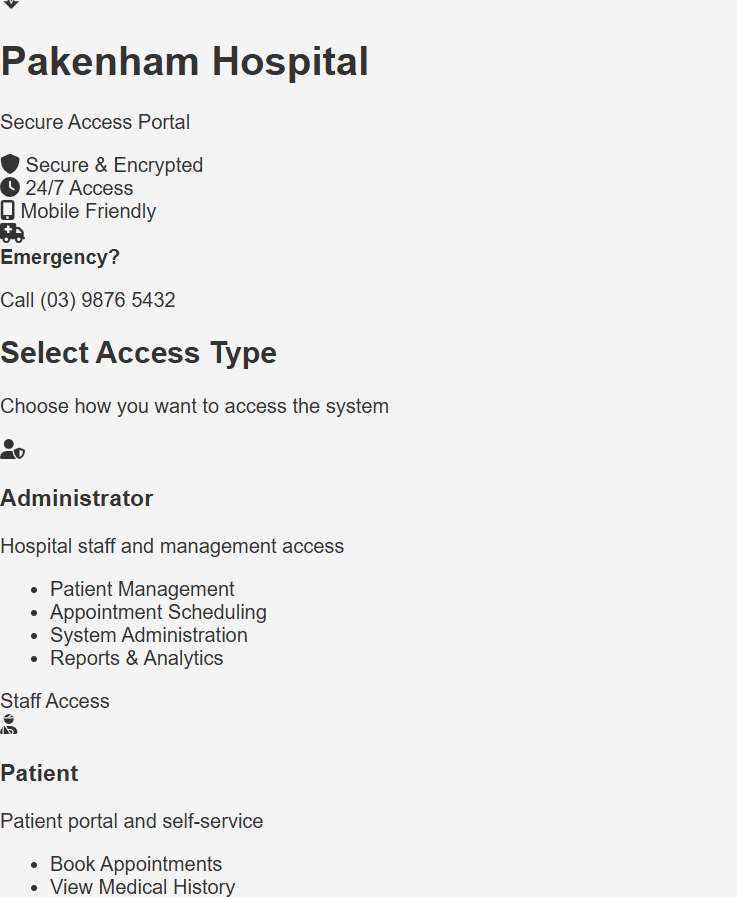 Pakenham Hospital
Secure Access Portal
Secure & Encrypted
24/7 Access
Mobile Friendly
Emergency?
Call (03) 9876 5432
Select Access Type
Choose how you want to access the system
Administrator
Hospital staff and management access
Patient Management
Appointment Scheduling
System Administration
Reports & Analytics
Staff Access
Patient
Patient portal and self-service
Book Appointments
View Medical History